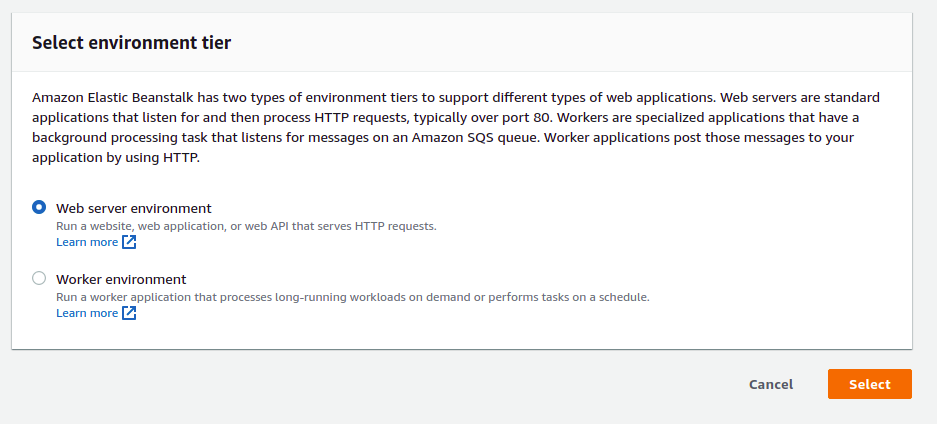 Select environment tier
Amazon Elastic Beanstalk has two types of environment tiers to support different types of web applications. Web servers are standard
applications that listen for and then process HTTP requests, typically over port 80. Workers are specialized applications that have a
background processing task that listens for messages on an Amazon SQS queue. Worker applications post those messages to your
application by using HTTP.
Web server environment
Run a website, web application, or web API that serves HTTP requests.
Learn more
Worker environment
Run a worker application that processes long-running workloads on demand or performs tasks on a schedule.
Learn more
Cancel
Select